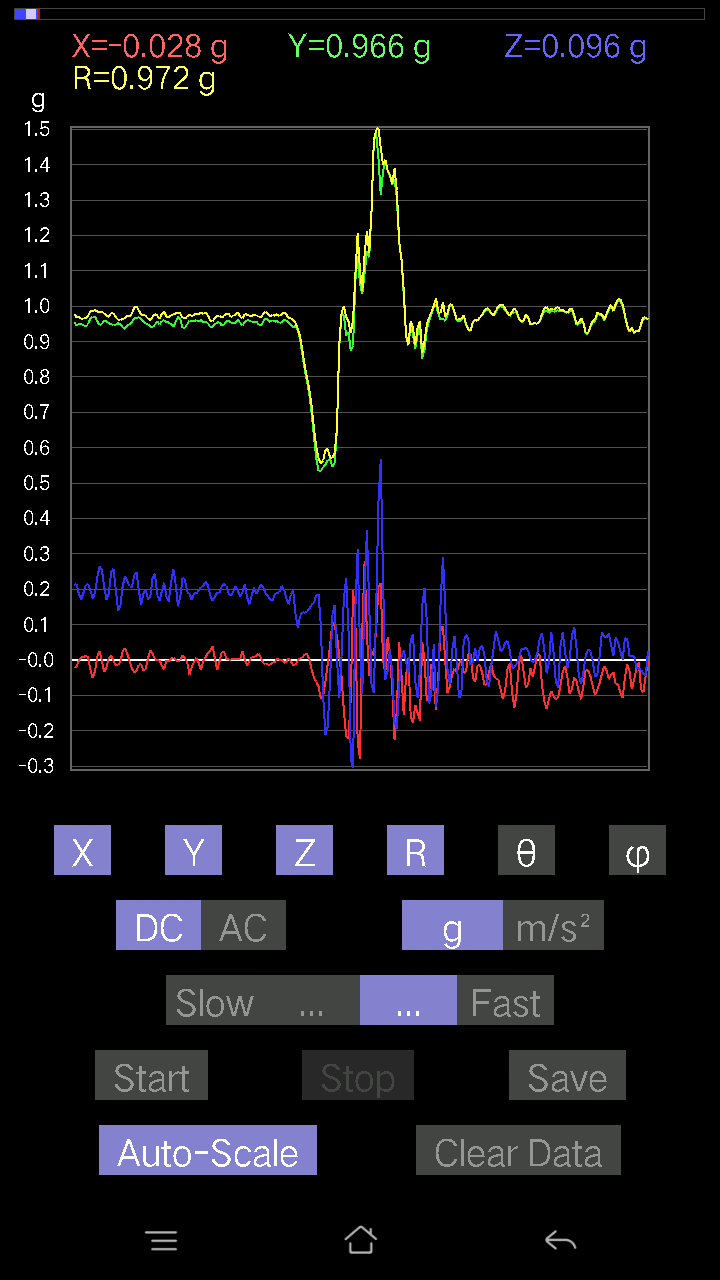 X=-0.028 g Y=0.966 g Z=0.096 g
R=0.972 g
g
1.5
1.4
1.3
1.2
1.1
1.0
0.9
0.8
0.7
0.6
0.5
0.4
0.3
0.2
0.1
-0.0
-0.1
-0.2
-0.3
X Y Z R θ φ
DC AC g m/s²
Slow ... ... Fast
Start Stop Save
Auto-Scale Clear Data